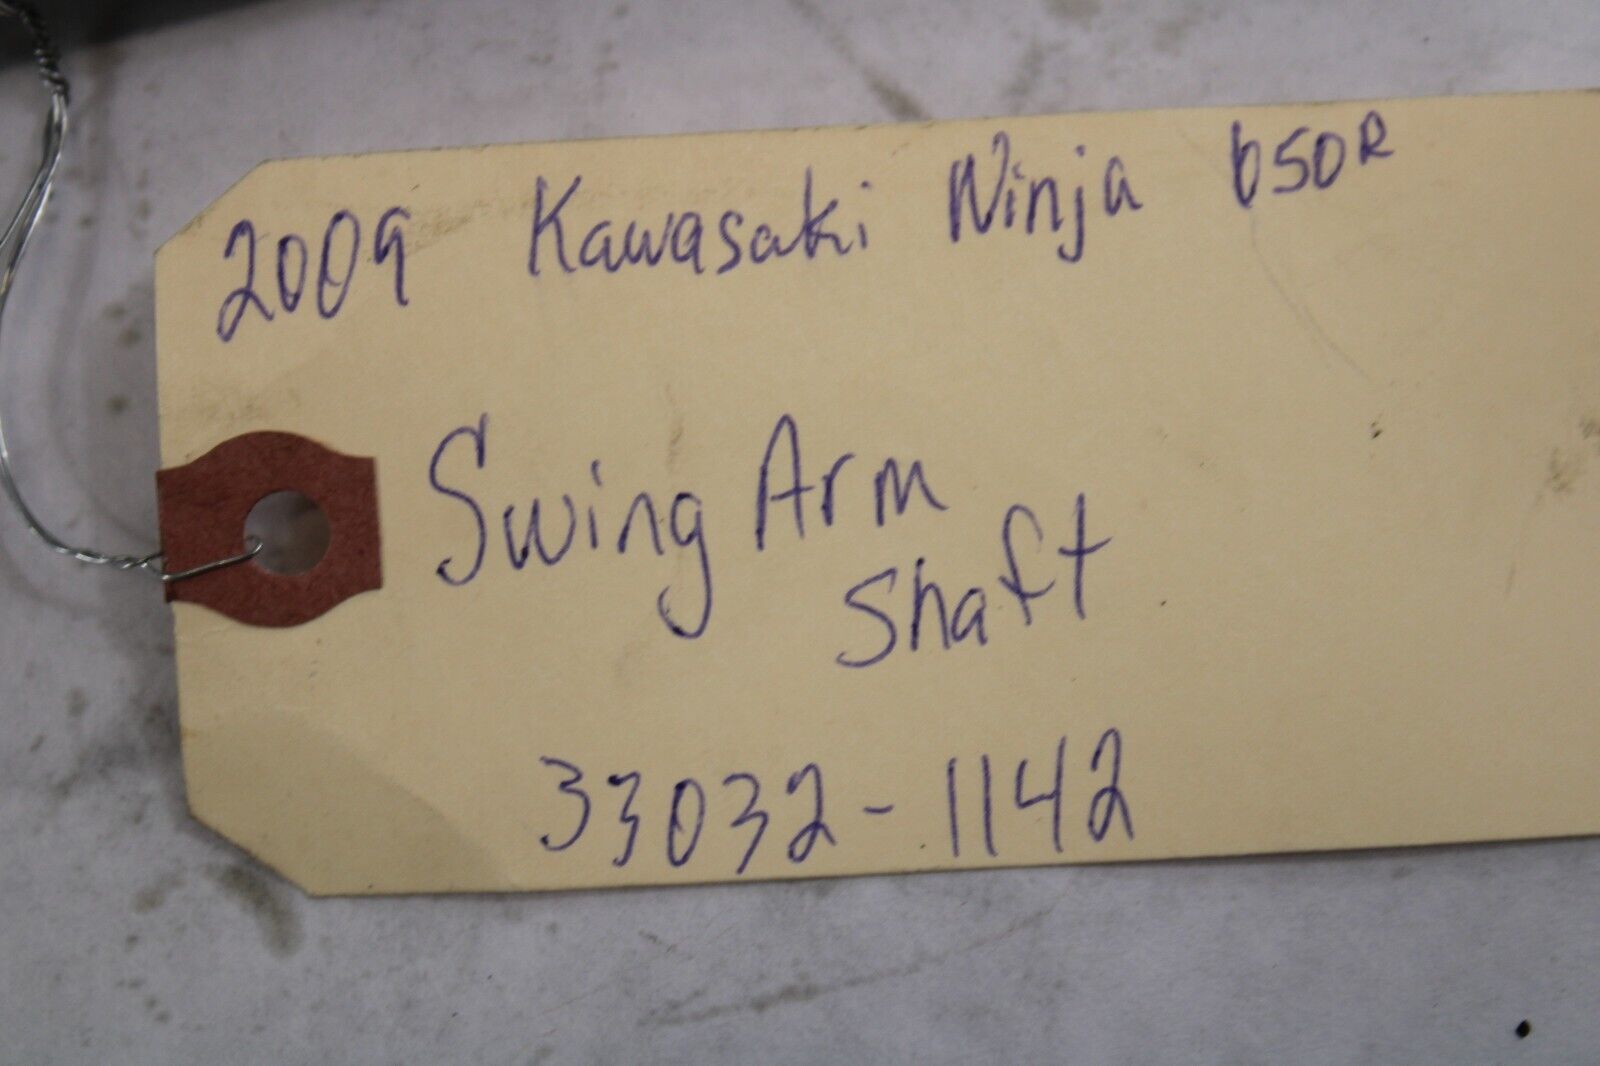 2009 Kawasaki Ninja 650R
Swing Arm
Shaft
33032-1142